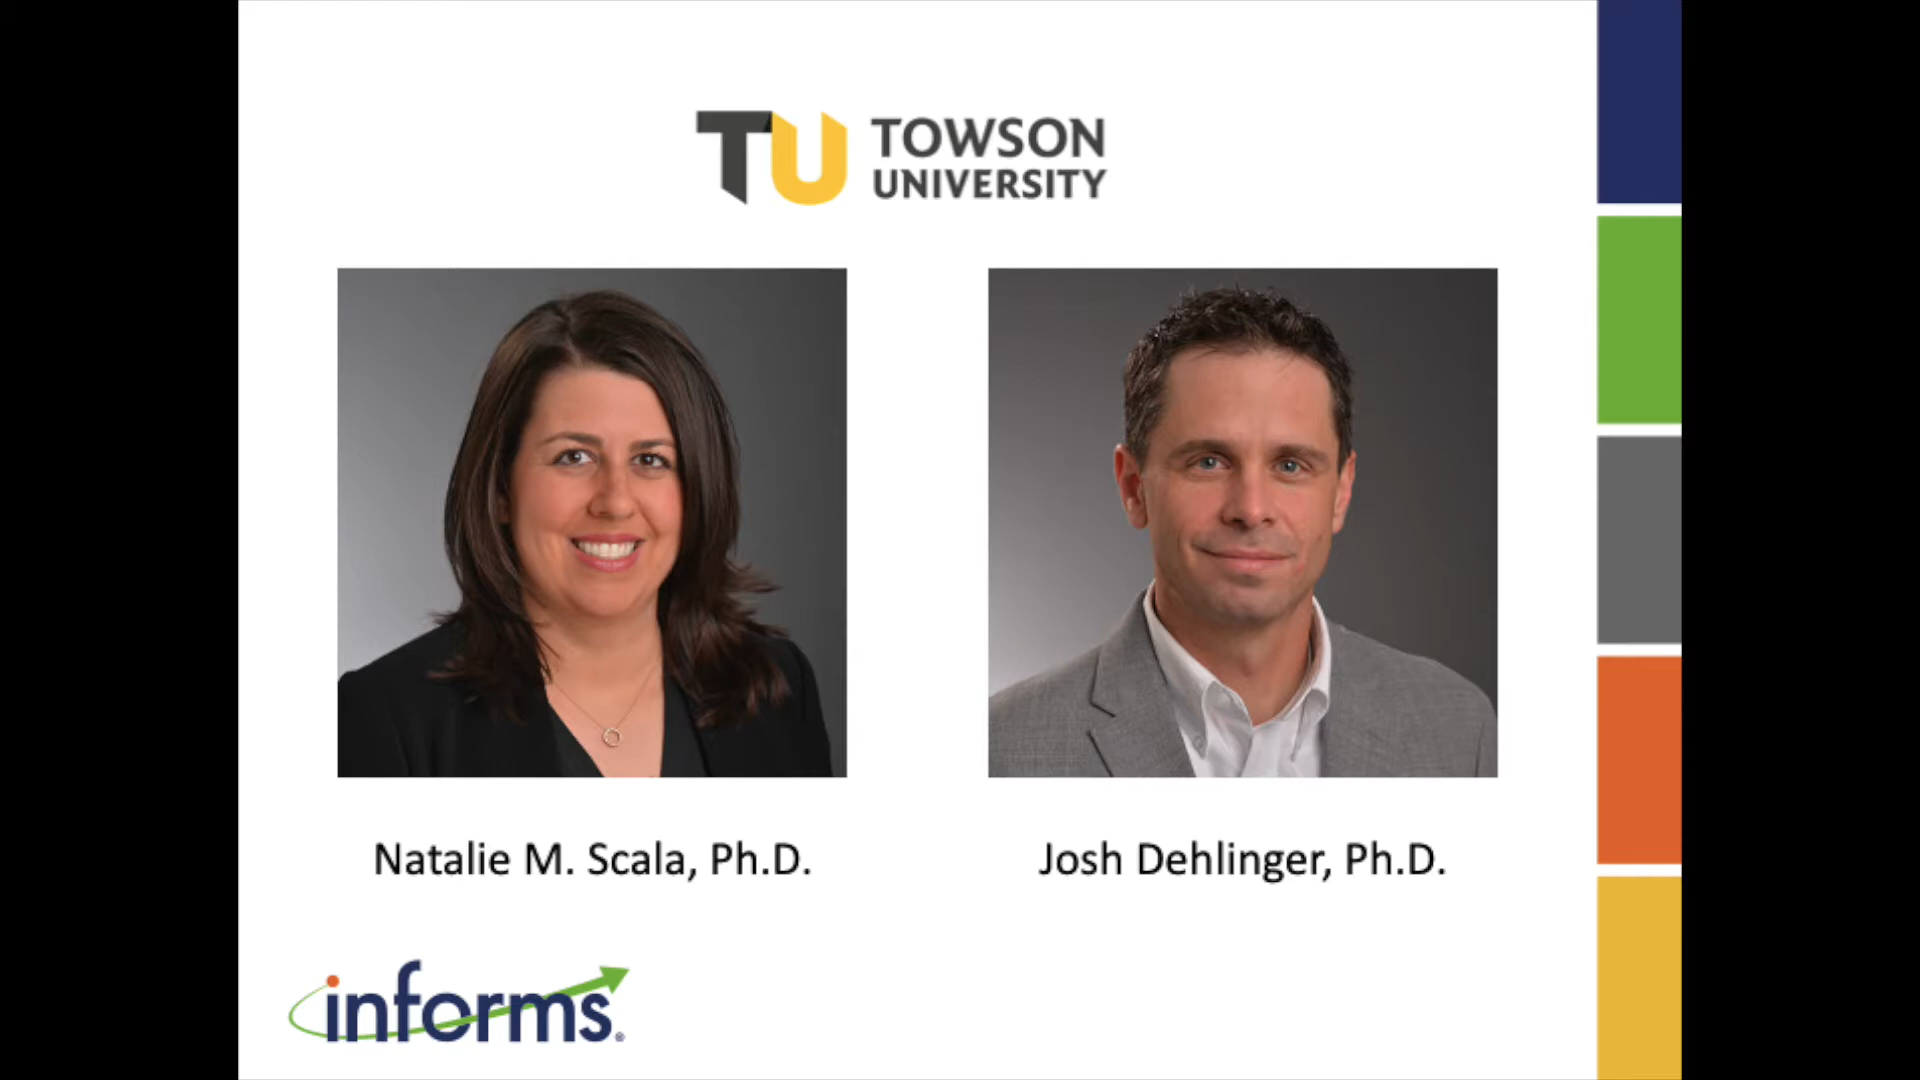 TU TOWSON
UNIVERSITY
Natalie M. Scala, Ph.D.
Josh Dehlinger, Ph.D.
informs®